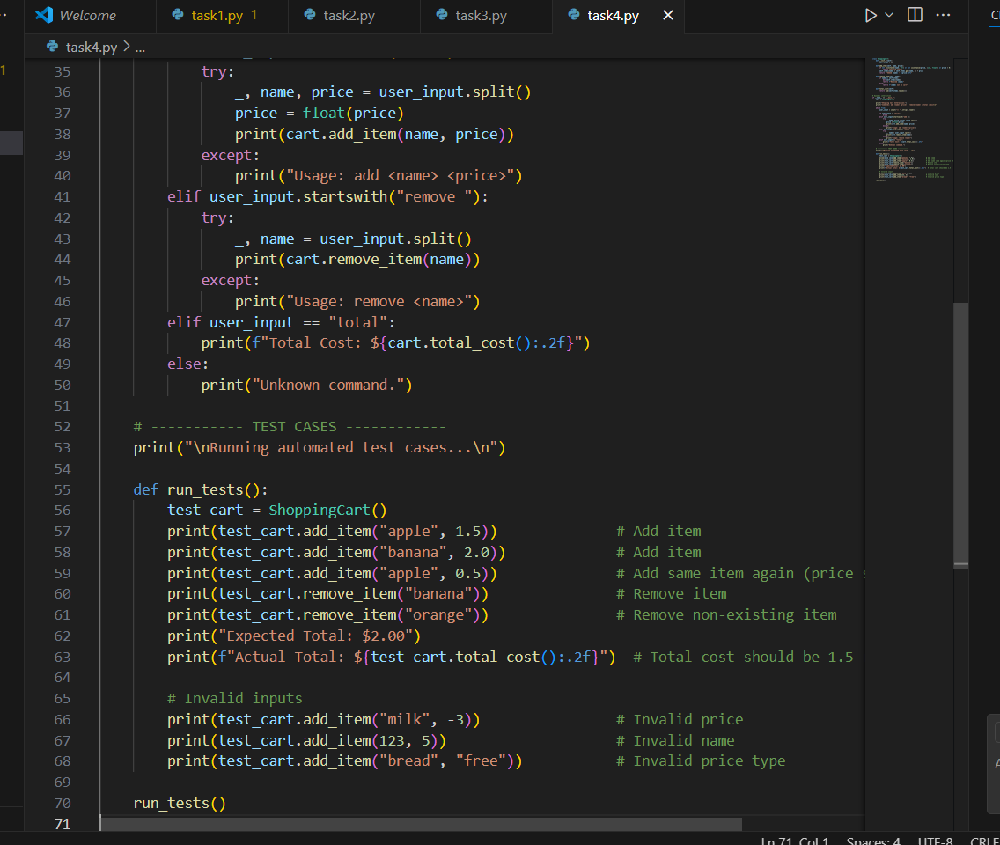 Welcome task1.py 1 task2.py task3.py task4.py
task4.py > ...
35 try:
36 _, name, price = user_input.split()
37 price = float(price)
38 print(cart.add_item(name, price))
39 except:
40 print("Usage: add <name> <price>")
41 elif user_input.startswith("remove "):
42 try:
43 _, name = user_input.split()
44 print(cart.remove_item(name))
45 except:
46 print("Usage: remove <name>")
47 elif user_input == "total":
48 print(f"Total Cost: ${cart.total_cost():.2f}")
49 else:
50 print("Unknown command.")
51
52 # ----------- TEST CASES ------------
53 print("\nRunning automated test cases...\n")
54
55 def run_tests():
56 test_cart = ShoppingCart()
57 print(test_cart.add_item("apple", 1.5)) # Add item
58 print(test_cart.add_item("banana", 2.0)) # Add item
59 print(test_cart.add_item("apple", 0.5)) # Add same item again (price
60 print(test_cart.remove_item("banana")) # Remove item
61 print(test_cart.remove_item("orange")) # Remove non-existing item
62 print("Expected Total: $2.00")
63 print(f"Actual Total: ${test_cart.total_cost():.2f}") # Total cost should be 1.5
64
65 # Invalid inputs
66 print(test_cart.add_item("milk", -3)) # Invalid price
67 print(test_cart.add_item(123, 5)) # Invalid name
68 print(test_cart.add_item("bread", "free")) # Invalid price type
69
70 run_tests()
71
Ln 71, Col 1 Spaces: 4 UTF-8 CRLF